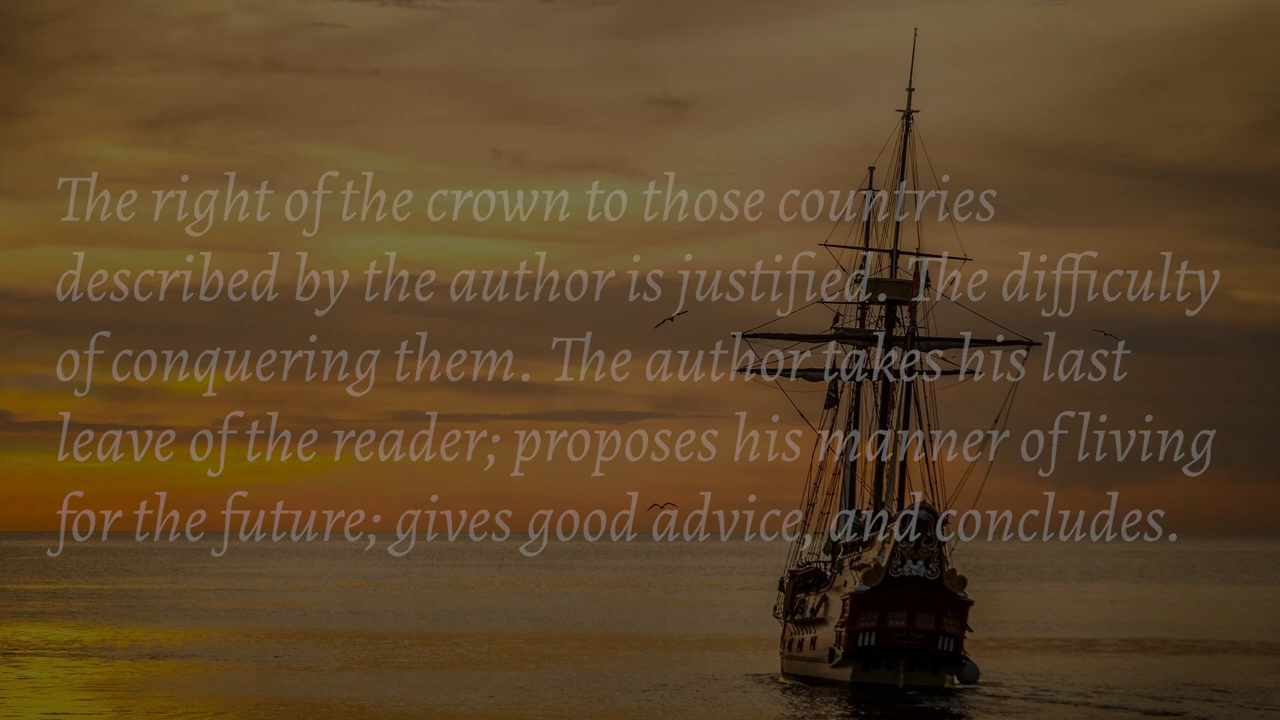 The right of the crown to those countries
described by the author is justified. The difficulty
of conquering them. The author takes his last
leave of the reader; proposes his manner of living
for the future; gives good advice, and concludes.